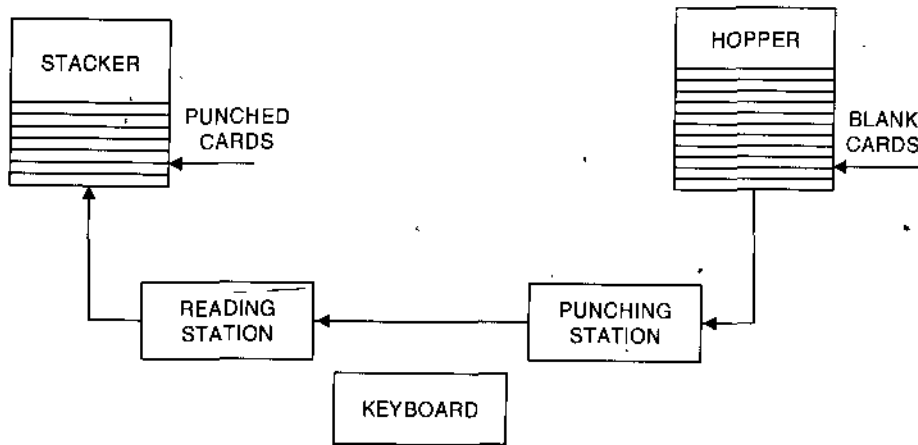 STACKER
PUNCHED
CARDS
HOPPER
BLANK
CARDS
READING
STATION
PUNCHING
STATION
KEYBOARD